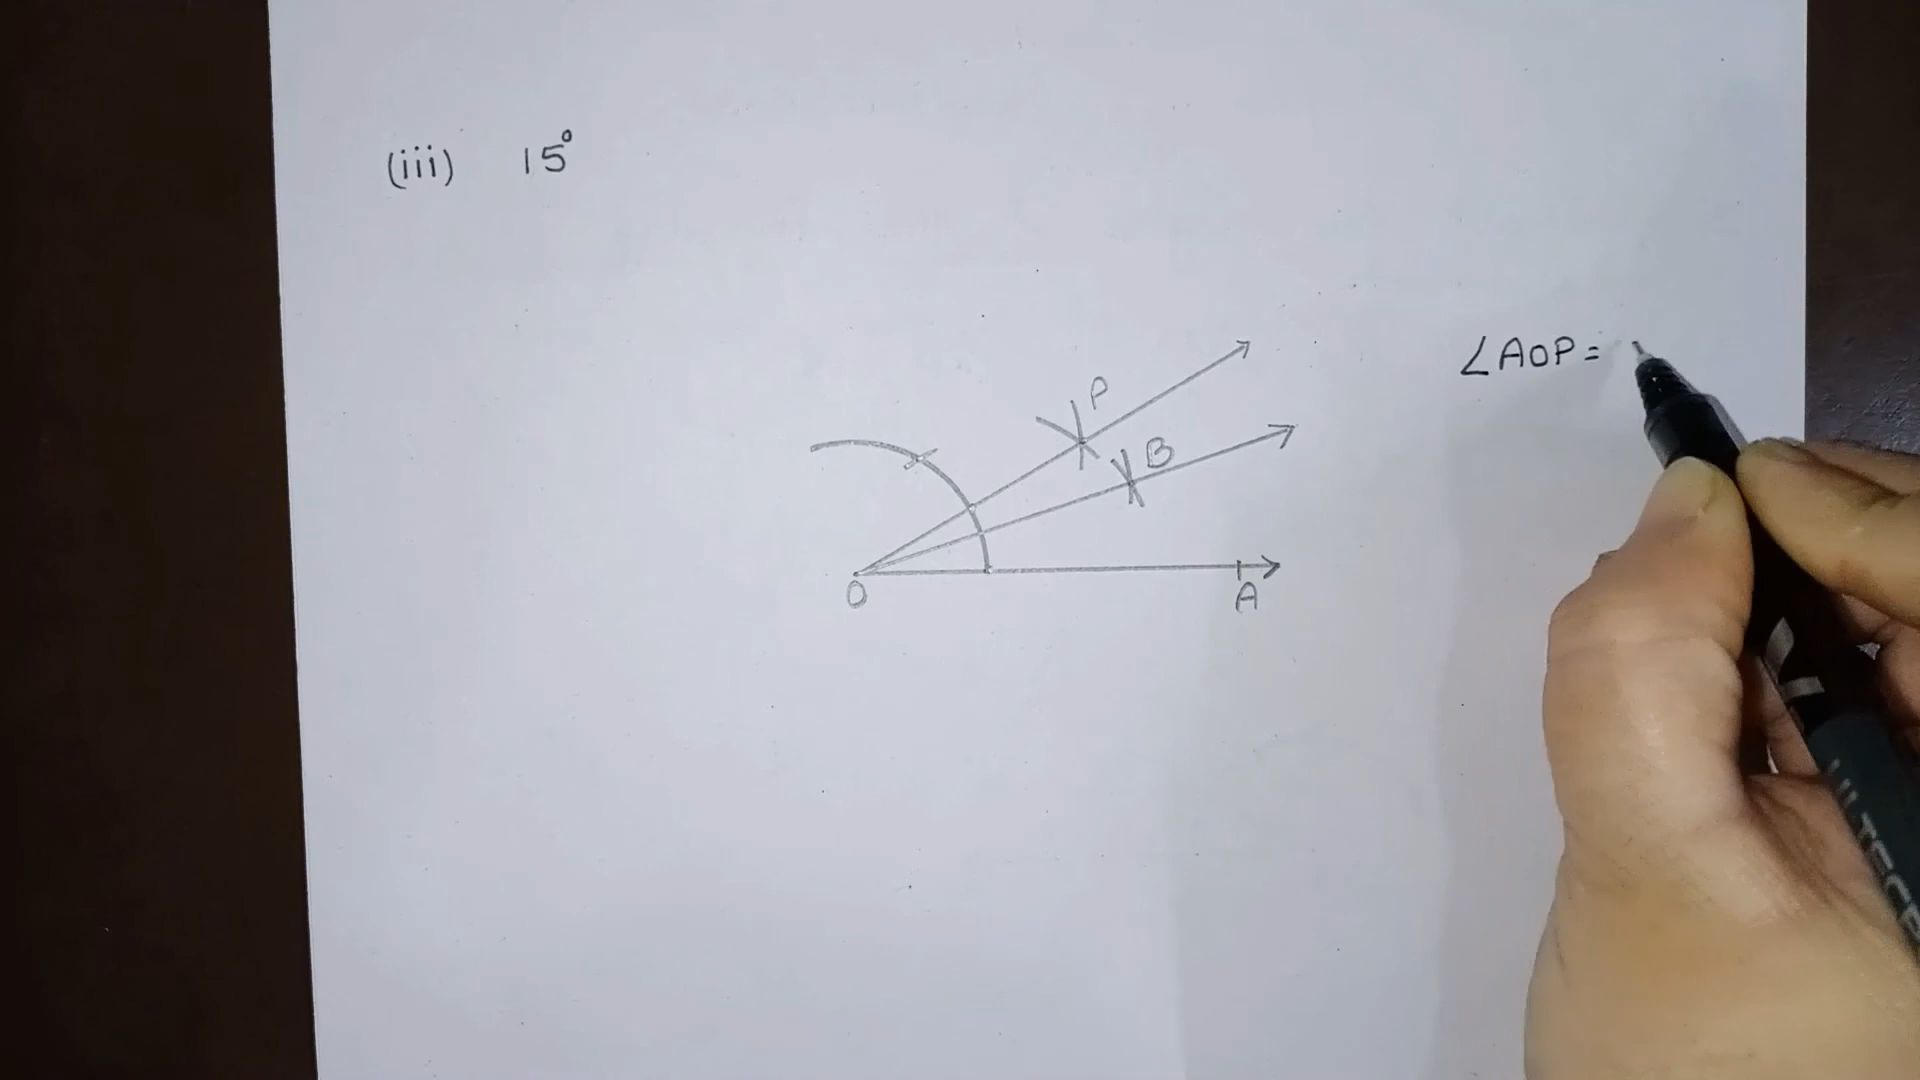 (iii) 15°
∠AOP =
P
B
O
A